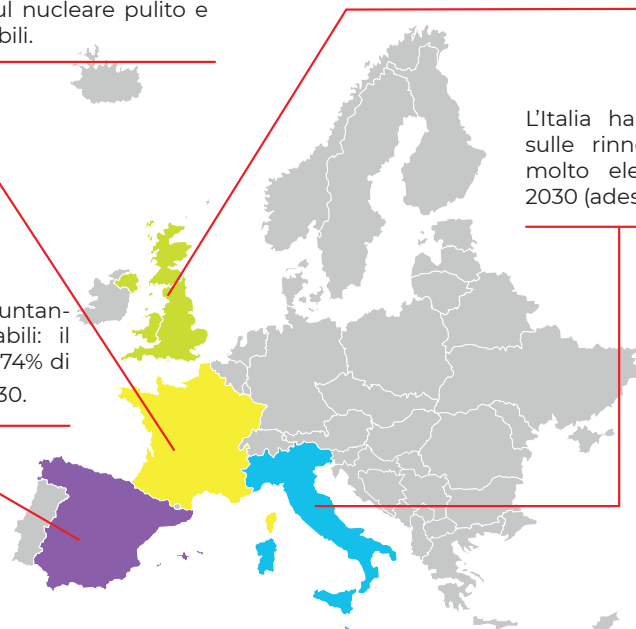 ul nucleare pulito e
bili.
L’Italia ha
sulle rinn
molto ele
2030 (ades
untan-
abili: il
74% di
30.